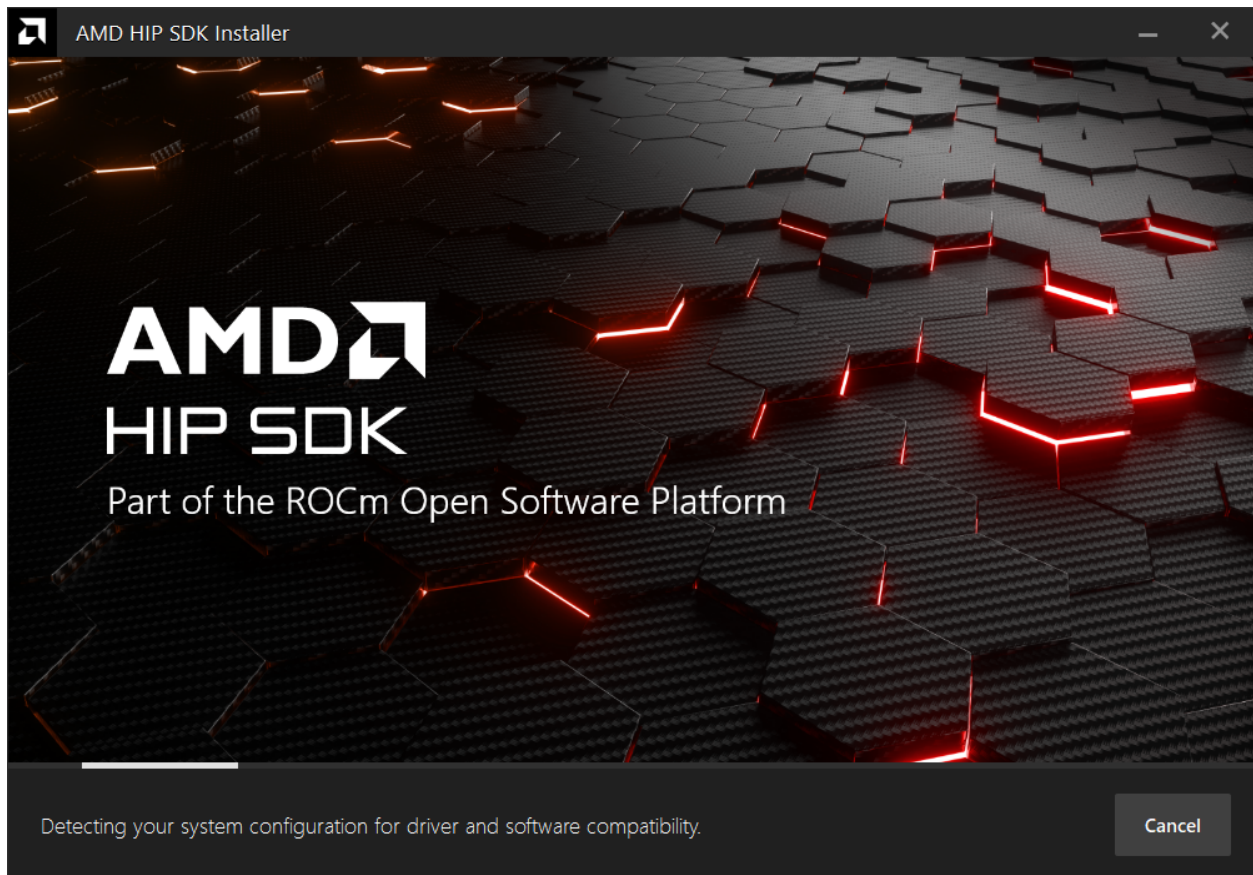 AMD HIP SDK Installer
AMD
HIP SDK
Part of the ROCm Open Software Platform
Detecting your system configuration for driver and software compatibility.
Cancel